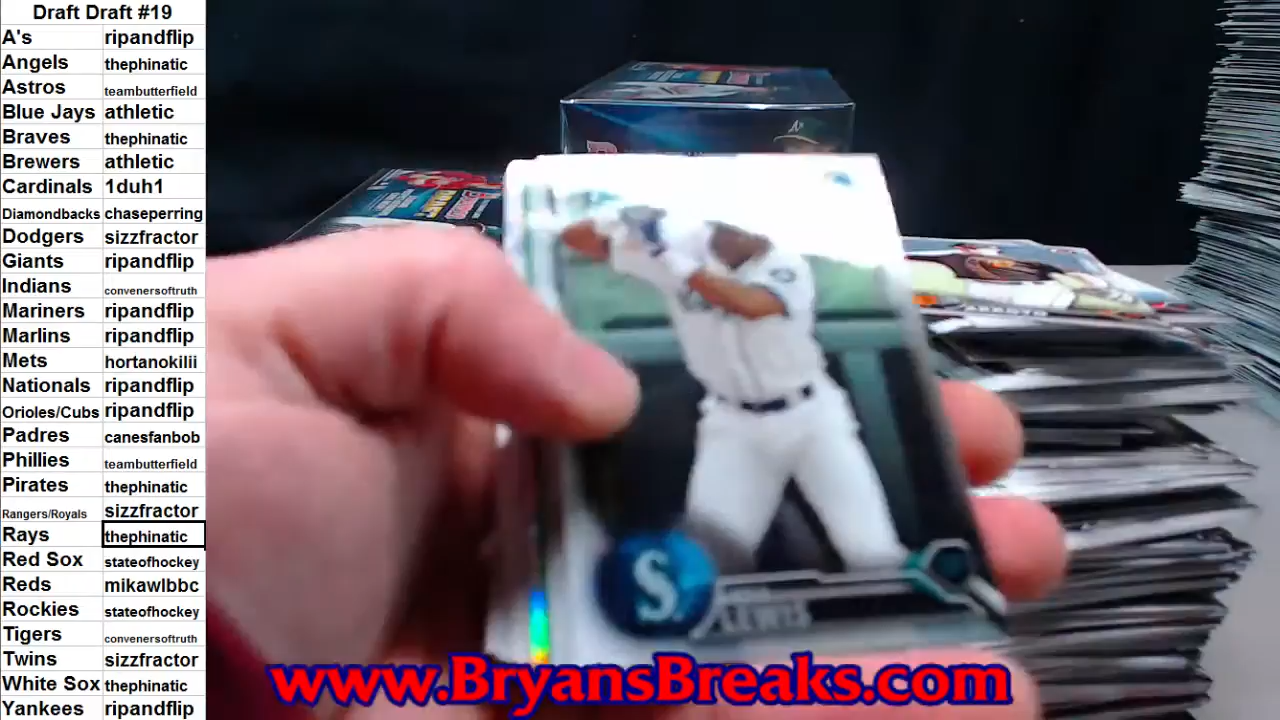 Draft Draft #19
A's ripandflip
Angels thephinatic
Astros teambutterfield
Blue Jays athletic
Braves thephinatic
Brewers athletic
Cardinals 1duh1
Diamondbacks chaseperring
Dodgers sizzfractor
Giants ripandflip
Indians convenersoftruth
Mariners ripandflip
Marlins ripandflip
Mets hortanokilii
Nationals ripandflip
Orioles/Cubs ripandflip
Padres canesfanbob
Phillies teambutterfield
Pirates thephinatic
Rangers/Royals sizzfractor
Rays thephinatic
Red Sox stateofhockey
Reds mikawlbbc
Rockies stateofhockey
Tigers convenersoftruth
Twins sizzfractor
White Sox thephinatic
Yankees ripandflip
A's
ARROYO
S.
LEWIS
www.BryansBreaks.com